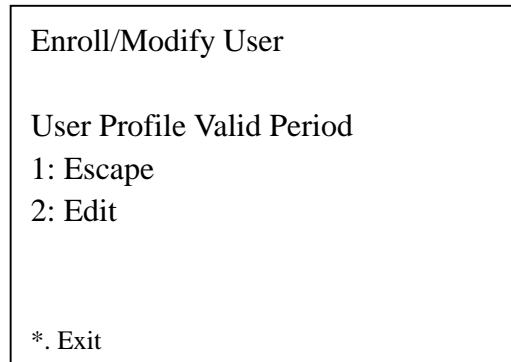 Enroll/Modify User
User Profile Valid Period
1: Escape
2: Edit
*. Exit